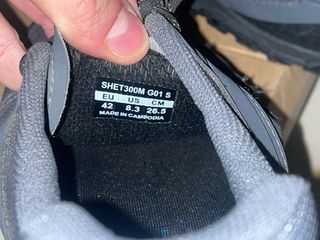 SHET300M G01 S
EU US CM
42 8.3 26.5
MADE IN CAMBODIA